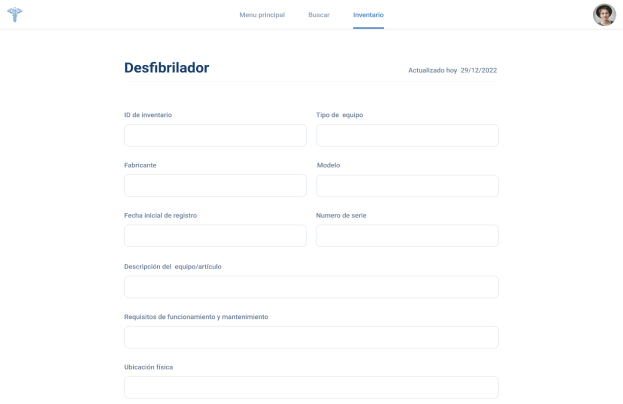 Menu principal Buscar Inventario
Desfibrilador
Actualizado hoy 29/12/2022
ID de inventario Tipo de equipo
Fabricante Modelo
Fecha inicial de registro Numero de serie
Descripción del equipo/artículo
Requisitos de funcionamiento y mantenimiento
Ubicación física